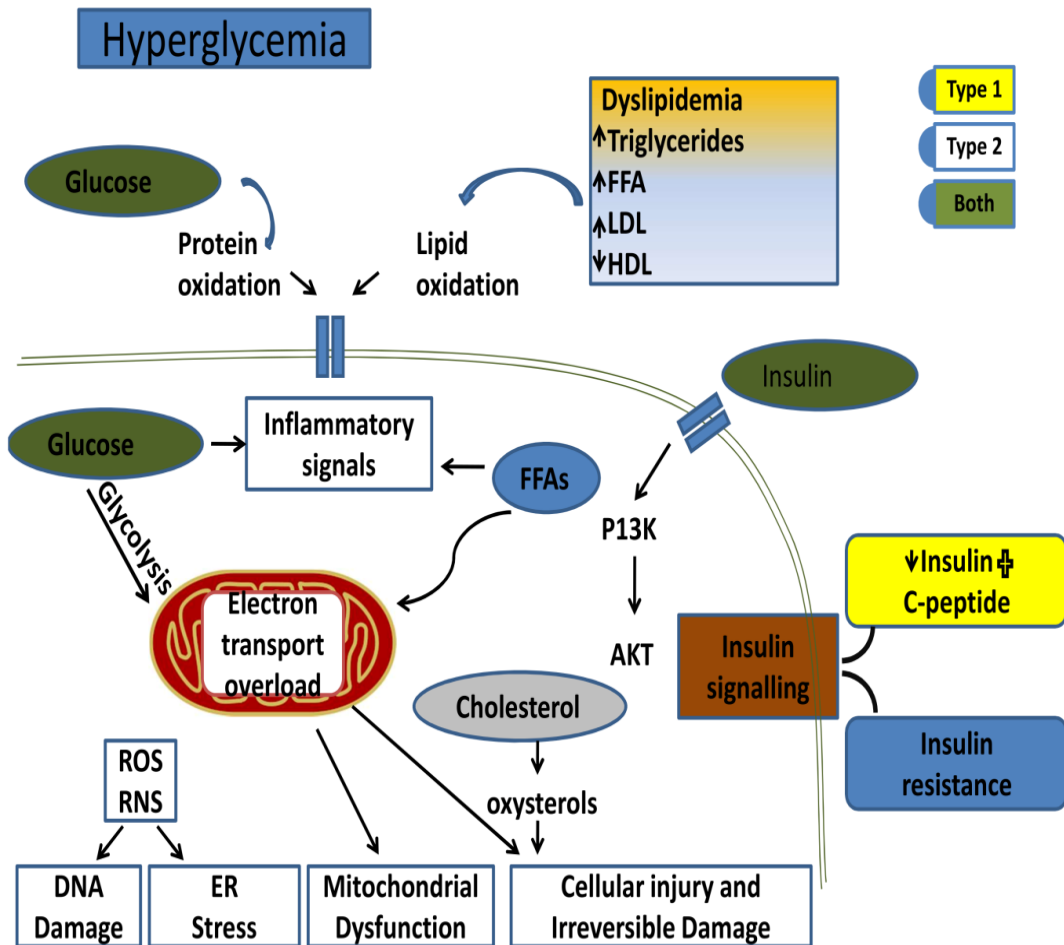 Hyperglycemia
Dyslipidemia
↑Triglycerides
↑FFA
↑LDL
↓HDL
Type 1
Type 2
Both
Glucose
Protein
oxidation
Lipid
oxidation
Insulin
Glucose
Inflammatory
signals
FFAs
Glycolysis
P13K
AKT
Electron
transport
overload
Cholesterol
oxysterols
Insulin
signalling
↓Insulin +
C-peptide
Insulin
resistance
ROS
RNS
DNA
Damage
ER
Stress
Mitochondrial
Dysfunction
Cellular injury and
Irreversible Damage